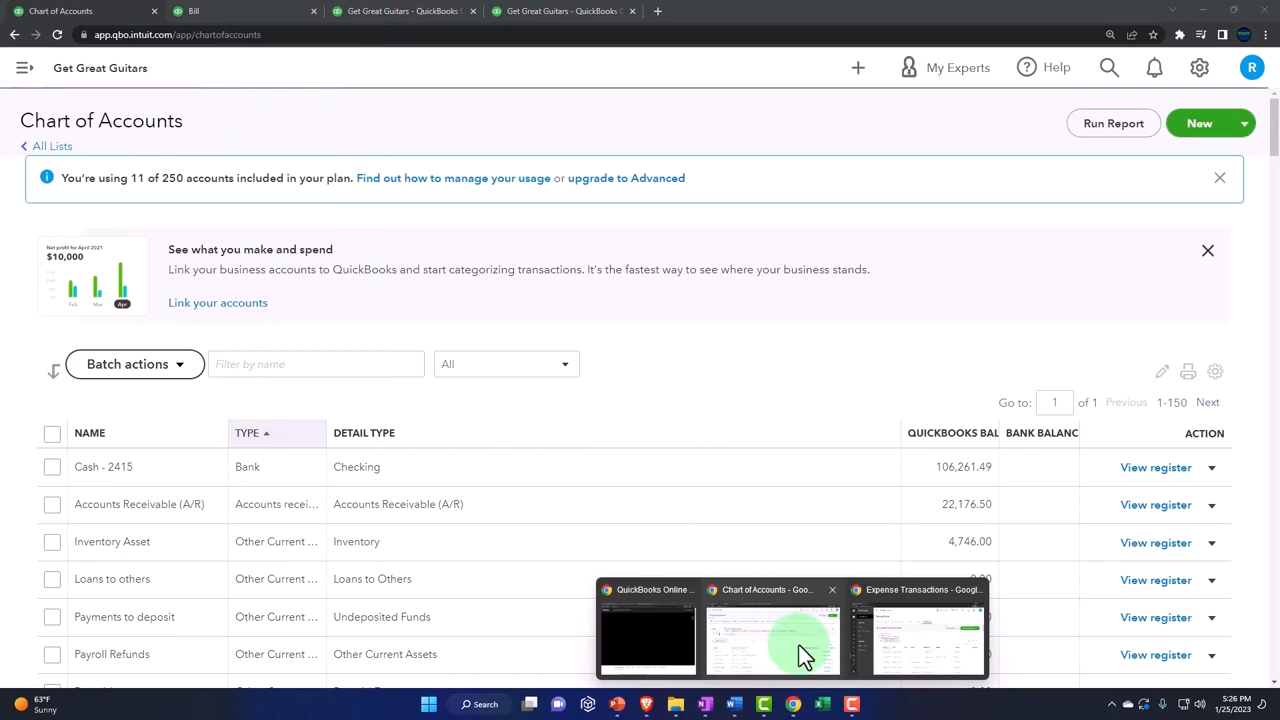 Chart of Accounts
Bill
Get Great Guitars - QuickBooks O
Get Great Guitars - QuickBooks O
app.qbo.intuit.com/app/chartofaccounts
Get Great Guitars
My Experts
Help
R
Chart of Accounts
Run Report
New
All Lists
You're using 11 of 250 accounts included in your plan. Find out how to manage your usage or upgrade to Advanced
Net profit for April 2021
$10,000
Feb Mar Apr
See what you make and spend
Link your business accounts to QuickBooks and start categorizing transactions. It's the fastest way to see where your business stands.
Link your accounts
Batch actions
Filter by name
All
Go to: 1 of 1 Previous 1-150 Next
NAME TYPE DETAIL TYPE QUICKBOOKS BAL BANK BALANC ACTION
Cash - 2415 Bank Checking 106,261.49 View register
Accounts Receivable (A/R) Accounts recei... Accounts Receivable (A/R) 22,176.50 View register
Inventory Asset Other Current ... Inventory 4,746.00 View register
Loans to others Other Current ... Loans to Others View register
QuickBooks Online ...
Chart of Accounts - Goo...
Expense Transactions - Googl...
Other Current ... View register
Payroll Refunds Other Current ... Other Current Assets View register
63°F
Sunny
Search
5:26 PM
1/25/2023